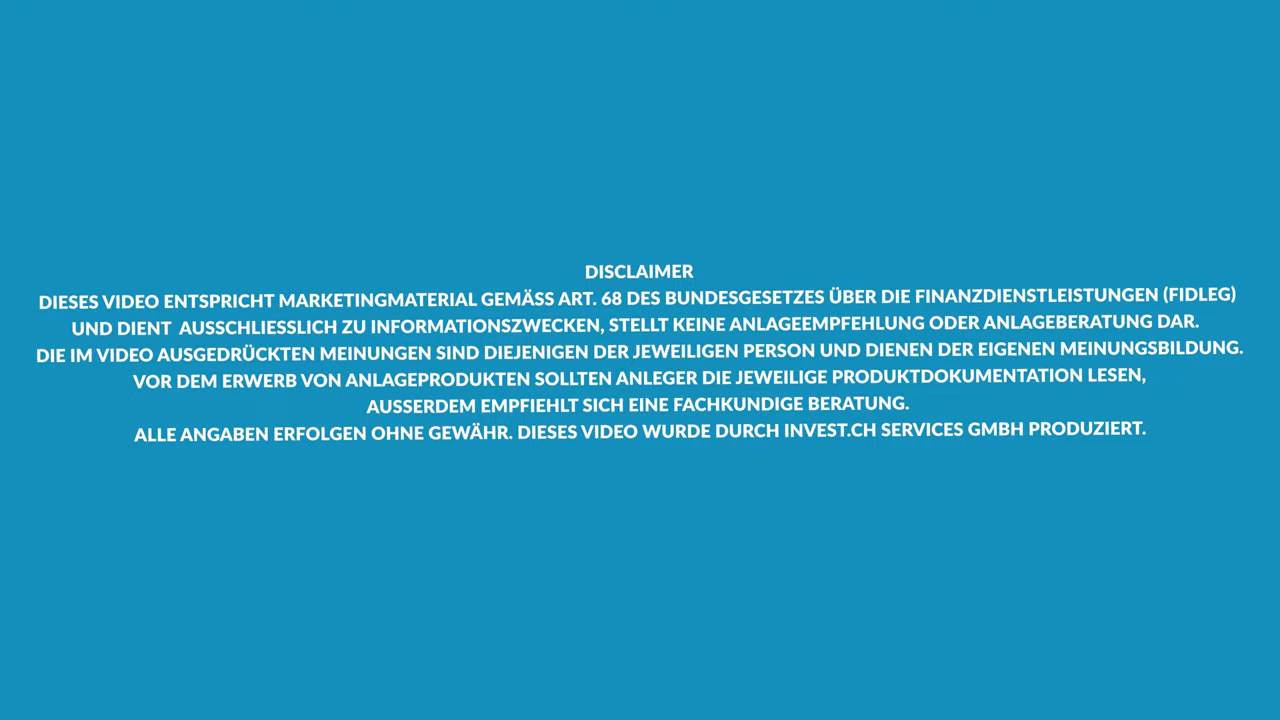 DISCLAIMER
DIESES VIDEO ENTSPRICHT MARKETINGMATERIAL GEMÄSS ART. 68 DES BUNDESGESETZES ÜBER DIE FINANZDIENSTLEISTUNGEN (FIDLEG)
UND DIENT AUSSCHLIESSLICH ZU INFORMATIONSZWECKEN, STELLT KEINE ANLAGEEMPFEHLUNG ODER ANLAGEBERATUNG DAR.
DIE IM VIDEO AUSGEDRÜCKTEN MEINUNGEN SIND DIEJENIGEN DER JEWEILIGEN PERSON UND DIENEN DER EIGENEN MEINUNGSBILDUNG.
VOR DEM ERWERB VON ANLAGEPRODUKTEN SOLLTEN ANLEGER DIE JEWEILIGE PRODUKTDOKUMENTATION LESEN,
AUSSERDEM EMPFIEHLT SICH EINE FACHKUNDIGE BERATUNG.
ALLE ANGABEN ERFOLGEN OHNE GEWÄHR. DIESES VIDEO WURDE DURCH INVEST.CH SERVICES GMBH PRODUZIERT.